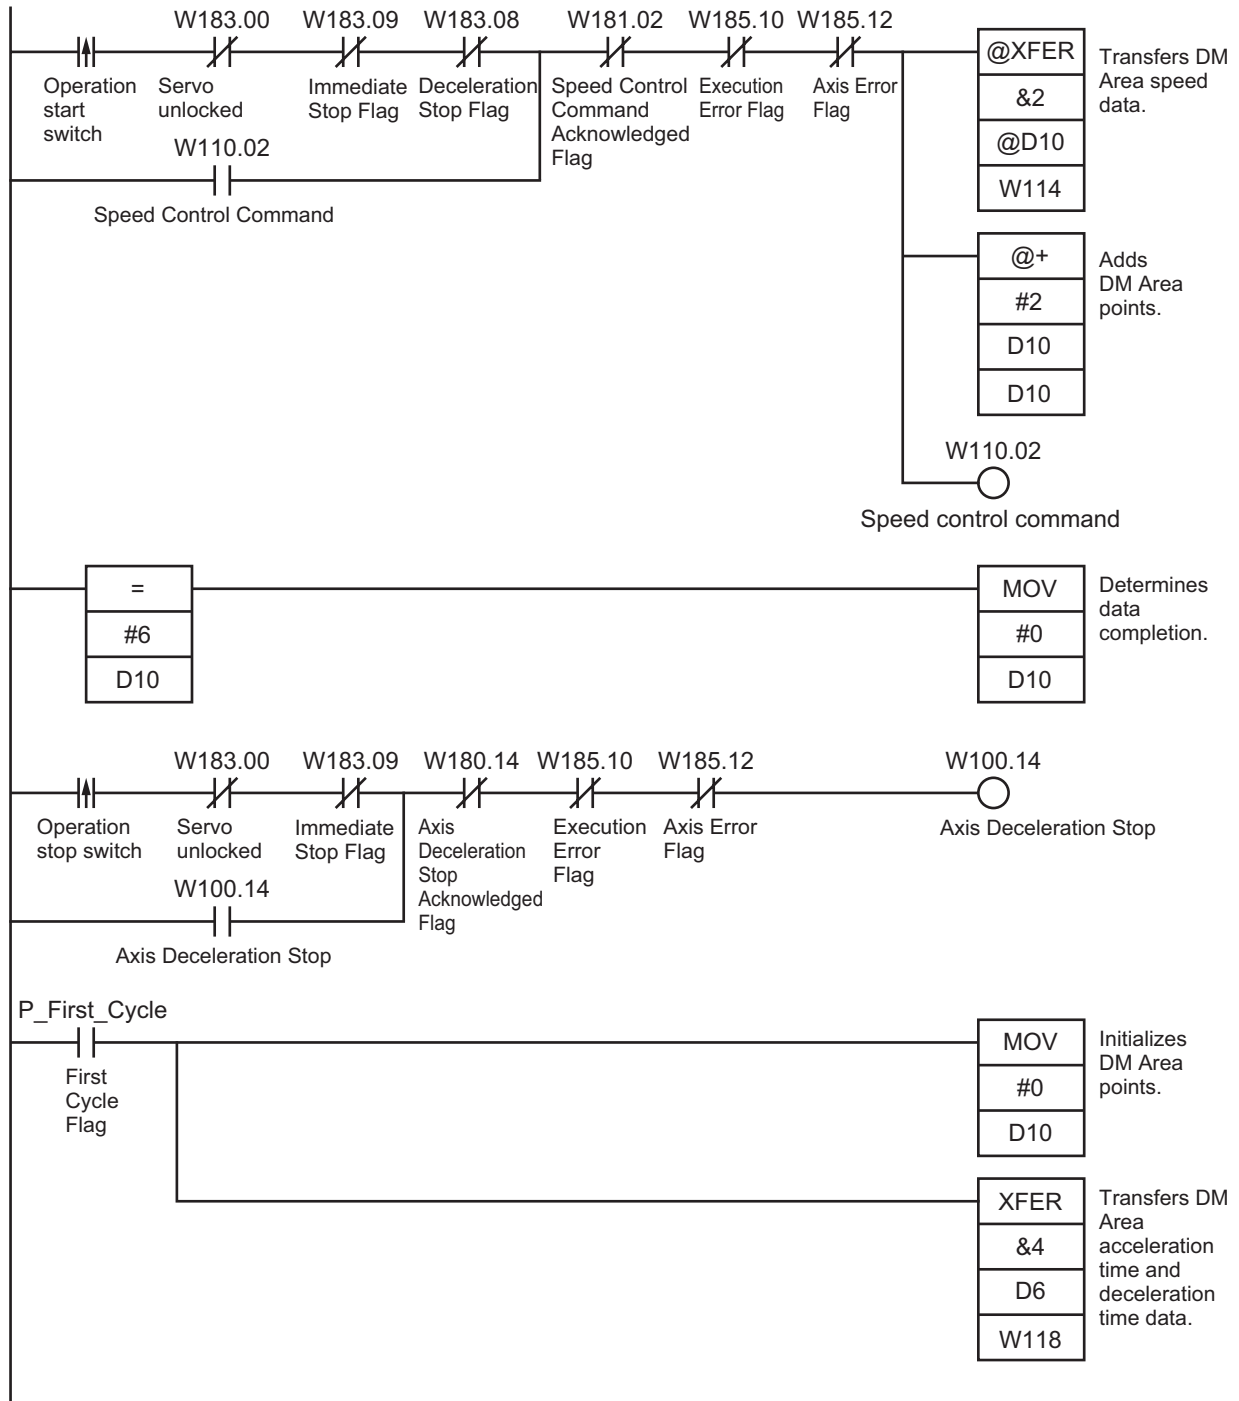 W183.00 W183.09 W183.08 W181.02 W185.10 W185.12
Operation
start
switch
Servo
unlocked
Immediate
Stop Flag
Deceleration
Stop Flag
Speed Control
Command
Acknowledged
Flag
Execution
Error Flag
Axis Error
Flag
@XFER
&2
@D10
W114
Transfers DM
Area speed
data.
W110.02
Speed Control Command
@+
#2
D10
D10
Adds
DM Area
points.
W110.02
Speed control command
=
#6
D10
MOV
#0
D10
Determines
data
completion.
W183.00 W183.09 W180.14 W185.10 W185.12 W100.14
Operation
stop switch
Servo
unlocked
Immediate
Stop Flag
Axis
Deceleration
Stop
Acknowledged
Flag
Execution
Error
Flag
Axis Error
Flag
Axis Deceleration Stop
W100.14
Axis Deceleration Stop
P_First_Cycle
First
Cycle
Flag
MOV
#0
D10
Initializes
DM Area
points.
XFER
&4
D6
W118
Transfers DM
Area
acceleration
time and
deceleration
time data.